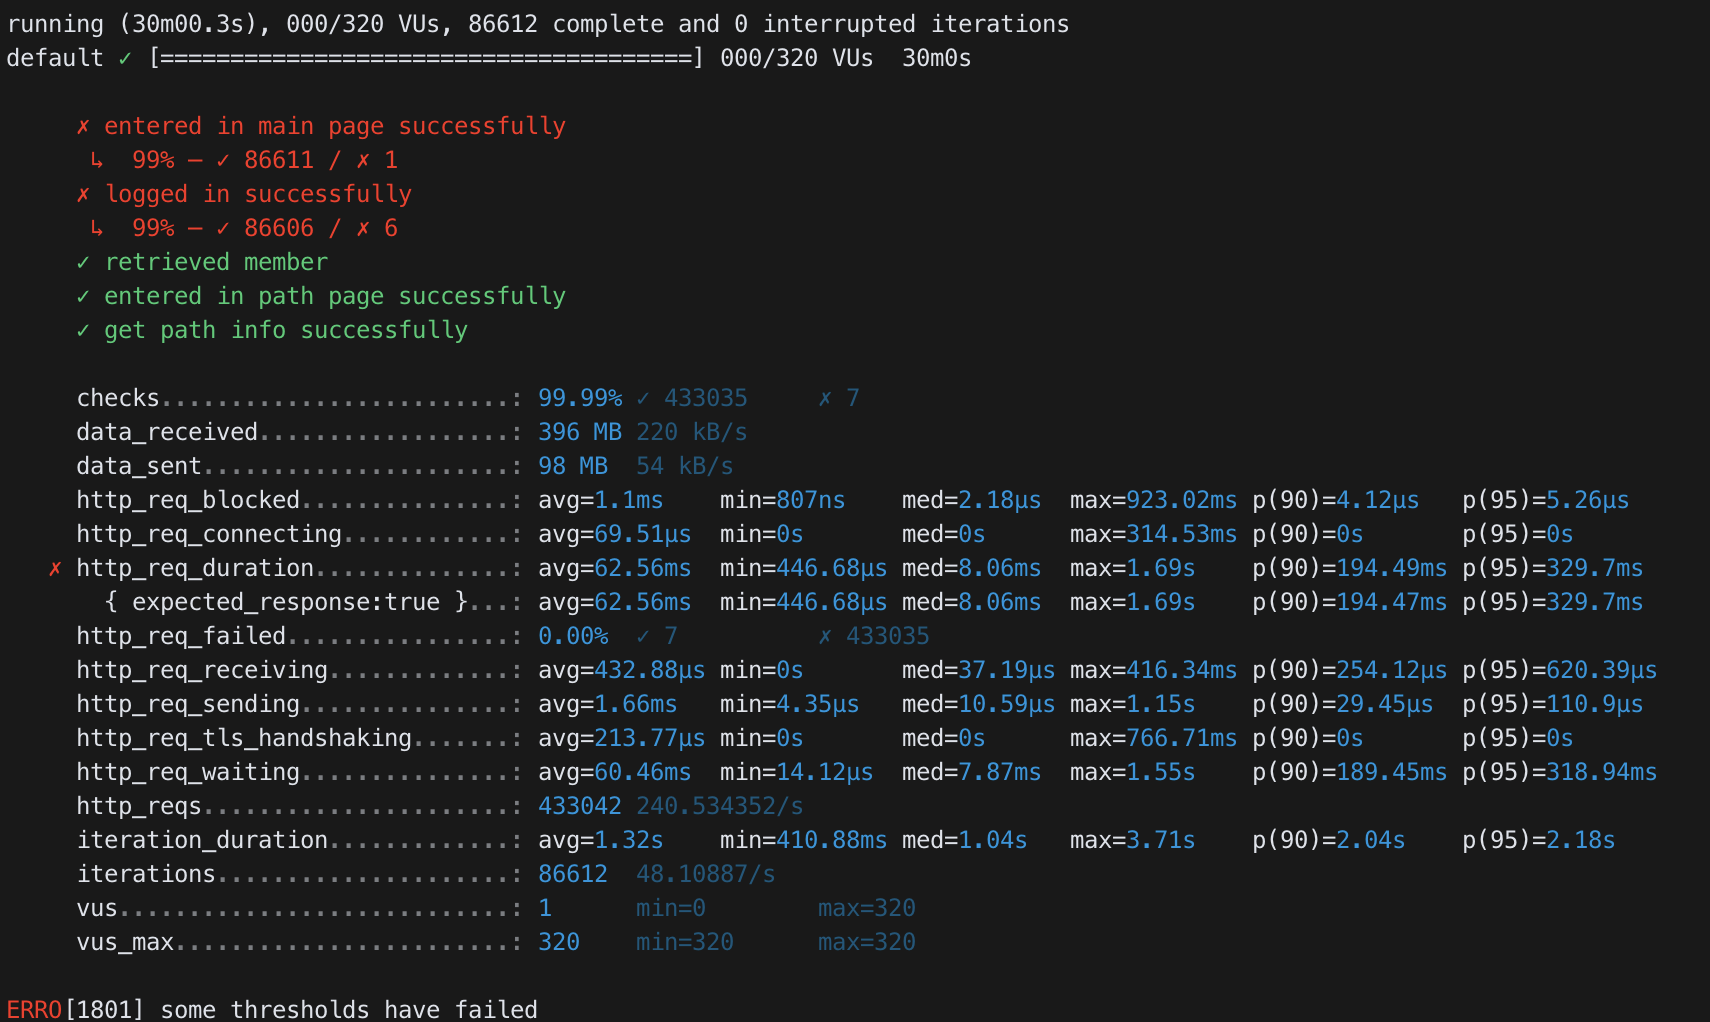 running (30m00.3s), 000/320 VUs, 86612 complete and 0 interrupted iterations
default ✓ [======================================] 000/320 VUs  30m0s
✗ entered in main page successfully
↳  99% — ✓ 86611 / ✗ 1
✗ logged in successfully
↳  99% — ✓ 86606 / ✗ 6
✓ retrieved member
✓ entered in path page successfully
✓ get path info successfully
checks.........................: 99.99% ✓ 433035     ✗ 7
data_received..................: 396 MB 220 kB/s
data_sent......................: 98 MB  54 kB/s
http_req_blocked...............: avg=1.1ms    min=807ns    med=2.18µs  max=923.02ms p(90)=4.12µs   p(95)=5.26µs
http_req_connecting............: avg=69.51µs  min=0s       med=0s      max=314.53ms p(90)=0s       p(95)=0s
✗ http_req_duration..............: avg=62.56ms  min=446.68µs med=8.06ms  max=1.69s    p(90)=194.49ms p(95)=329.7ms
{ expected_response:true }...: avg=62.56ms  min=446.68µs med=8.06ms  max=1.69s    p(90)=194.47ms p(95)=329.7ms
http_req_failed................: 0.00%  ✓ 7          ✗ 433035
http_req_receiving.............: avg=432.88µs min=0s       med=37.19µs max=416.34ms p(90)=254.12µs p(95)=620.39µs
http_req_sending...............: avg=1.66ms   min=4.35µs   med=10.59µs max=1.15s    p(90)=29.45µs  p(95)=110.9µs
http_req_tls_handshaking.......: avg=213.77µs min=0s       med=0s      max=766.71ms p(90)=0s       p(95)=0s
http_req_waiting...............: avg=60.46ms  min=14.12µs  med=7.87ms  max=1.55s    p(90)=189.45ms p(95)=318.94ms
http_reqs......................: 433042 240.534352/s
iteration_duration.............: avg=1.32s    min=410.88ms med=1.04s   max=3.71s    p(90)=2.04s    p(95)=2.18s
iterations.....................: 86612  48.10887/s
vus............................: 1      min=0        max=320
vus_max........................: 320    min=320      max=320
ERRO[1801] some thresholds have failed